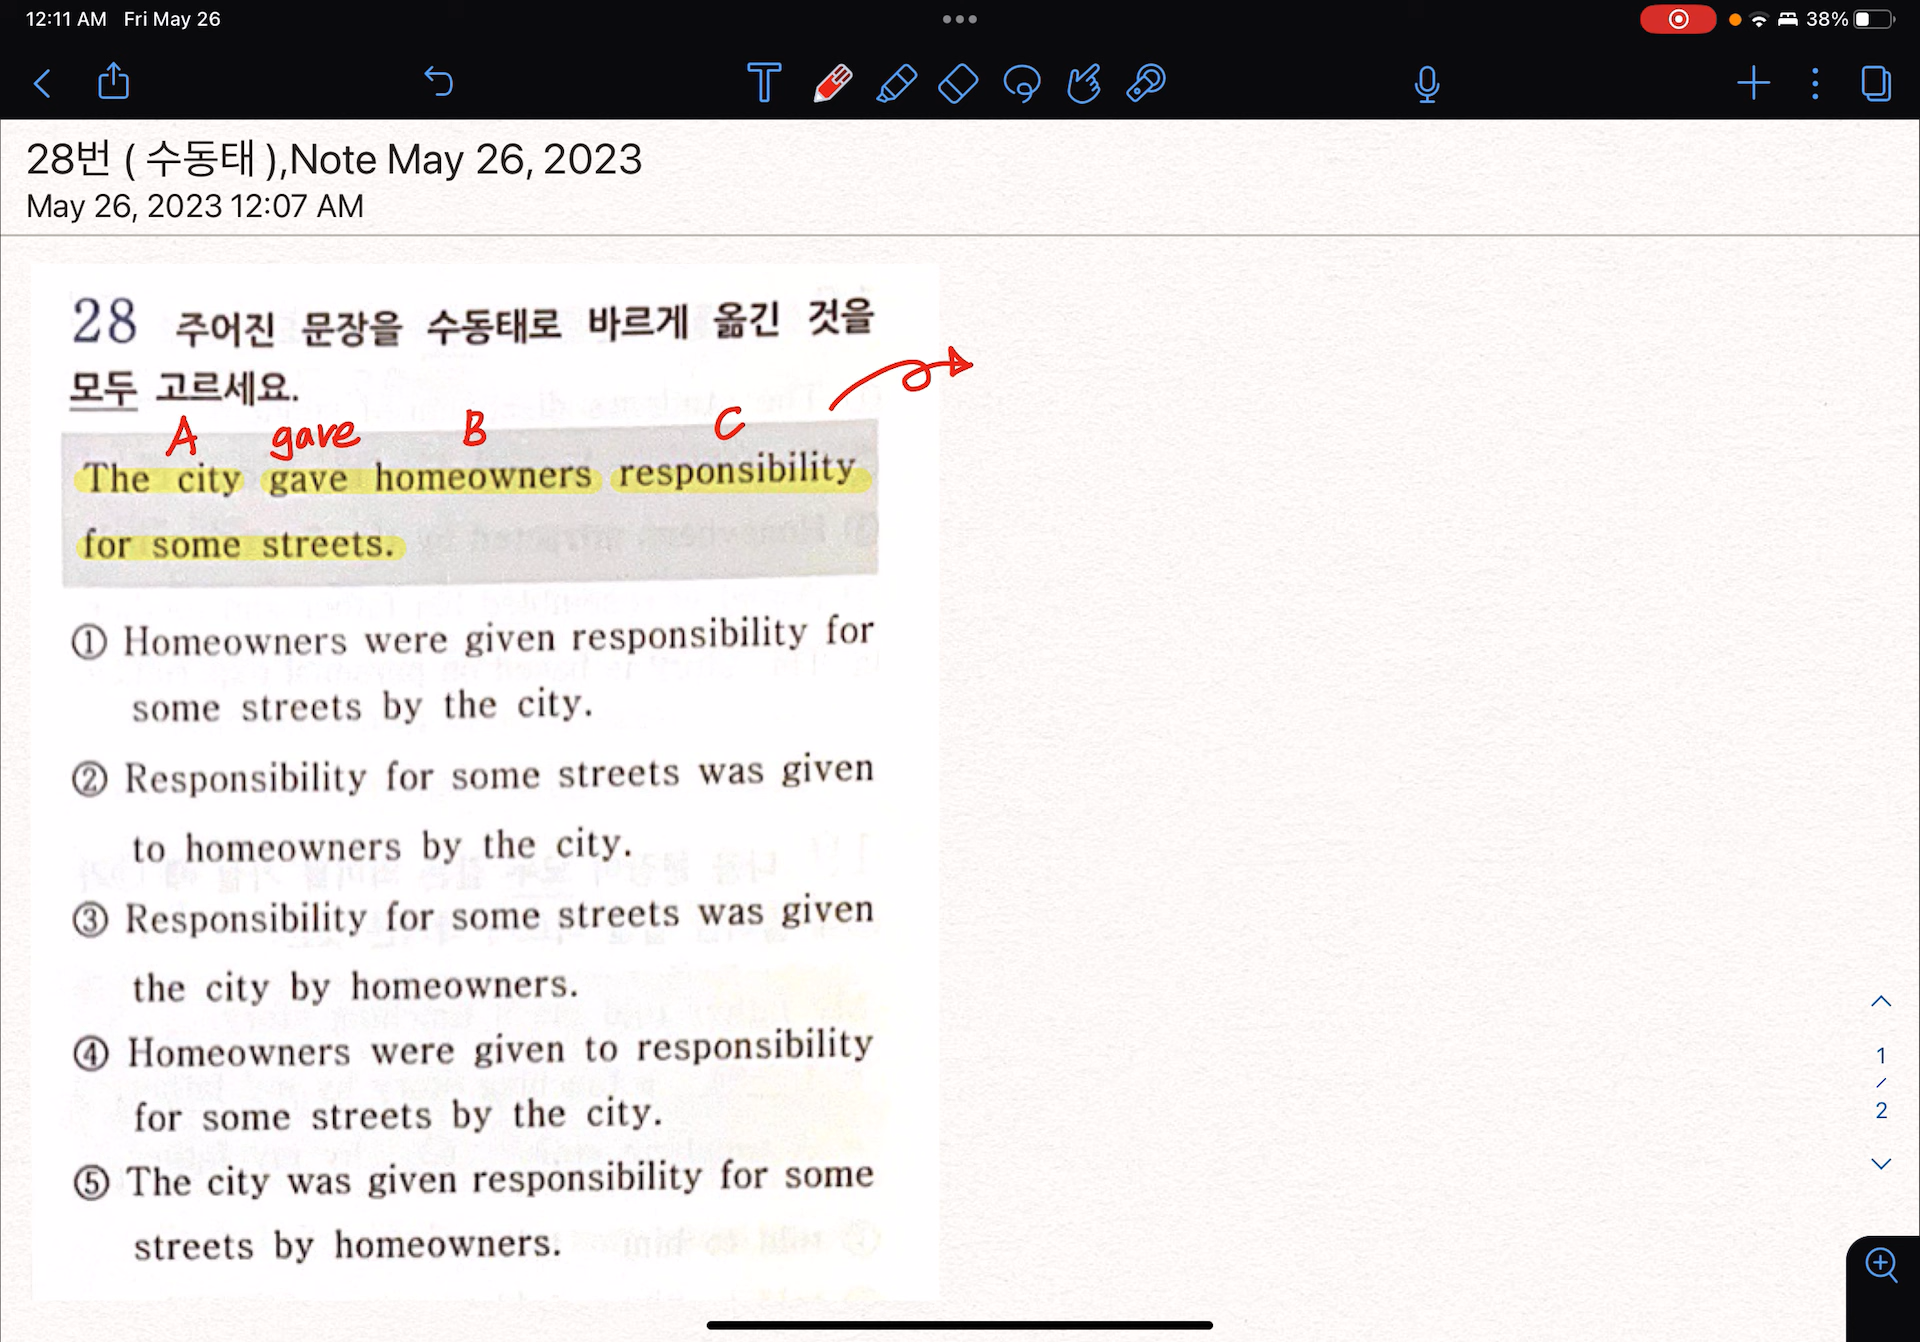 12:11 AM Fri May 26
38%
28번 ( 수동태 ),Note May 26, 2023
May 26, 2023 12:07 AM
28 주어진 문장을 수동태로 바르게 옮긴 것을
모두 고르세요.
A gave B C
The city gave homeowners responsibility
for some streets.
① Homeowners were given responsibility for
some streets by the city.
② Responsibility for some streets was given
to homeowners by the city.
③ Responsibility for some streets was given
the city by homeowners.
④ Homeowners were given to responsibility
for some streets by the city.
⑤ The city was given responsibility for some
streets by homeowners.
1
/
2